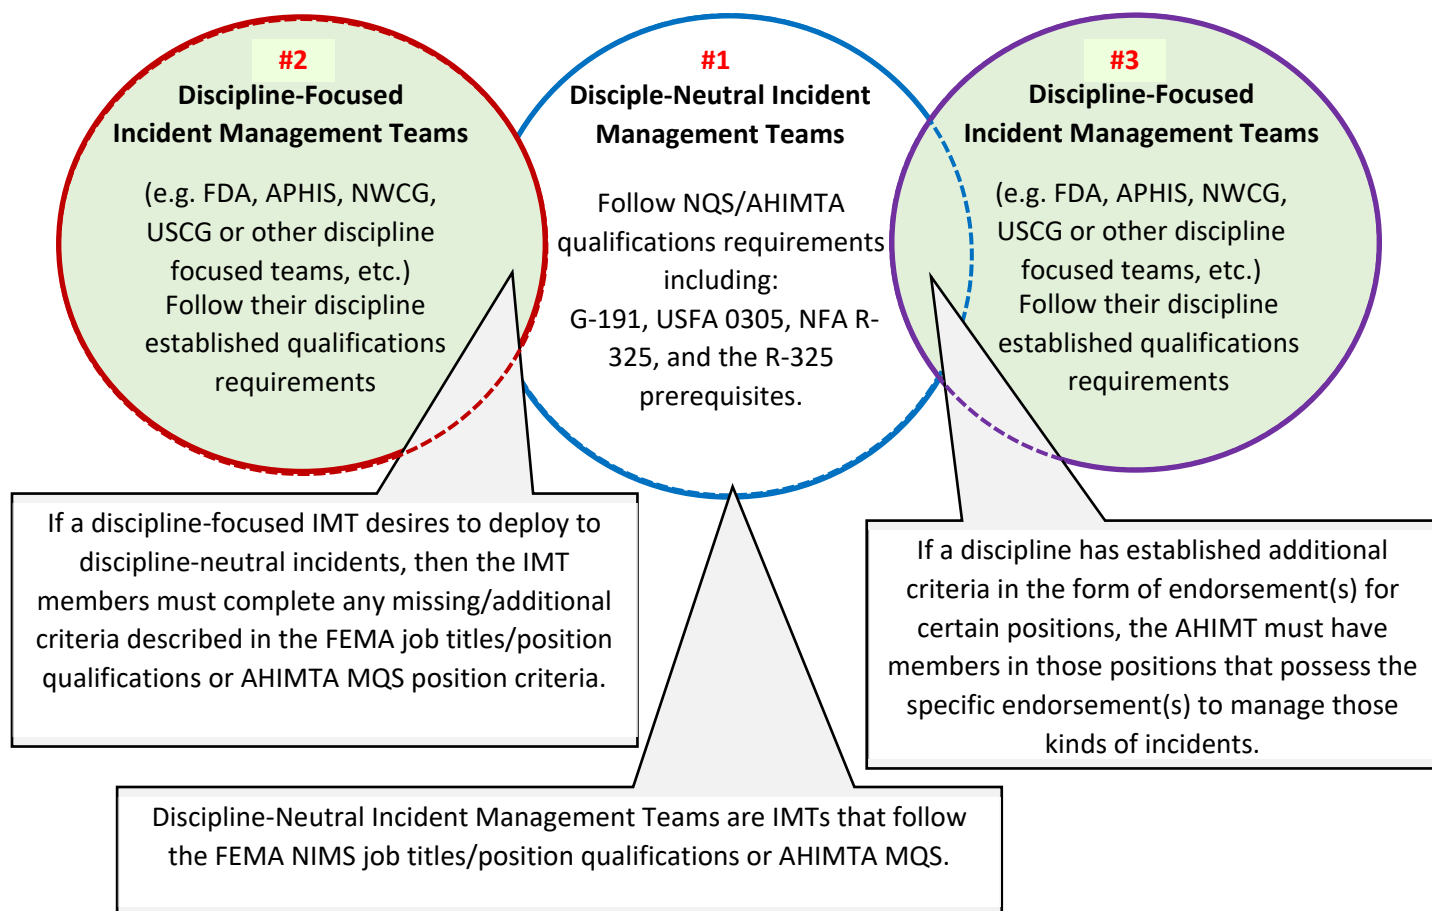 #2
Discipline-Focused
Incident Management Teams
(e.g. FDA, APHIS, NWCG,
USCG or other discipline
focused teams, etc.)
Follow their discipline
established qualifications
requirements
#1
Disciple-Neutral Incident
Management Teams
Follow NQS/AHIMTA
qualifications requirements
including:
G-191, USFA 0305, NFA R-
325, and the R-325
prerequisites.
#3
Discipline-Focused
Incident Management Teams
(e.g. FDA, APHIS, NWCG,
USCG or other discipline
focused teams, etc.)
Follow their discipline
established qualifications
requirements
If a discipline-focused IMT desires to deploy to
discipline-neutral incidents, then the IMT
members must complete any missing/additional
criteria described in the FEMA job titles/position
qualifications or AHIMTA MQS position criteria.
If a discipline has established additional
criteria in the form of endorsement(s) for
certain positions, the AHIMT must have
members in those positions that possess the
specific endorsement(s) to manage those
kinds of incidents.
Discipline-Neutral Incident Management Teams are IMTs that follow
the FEMA NIMS job titles/position qualifications or AHIMTA MQS.